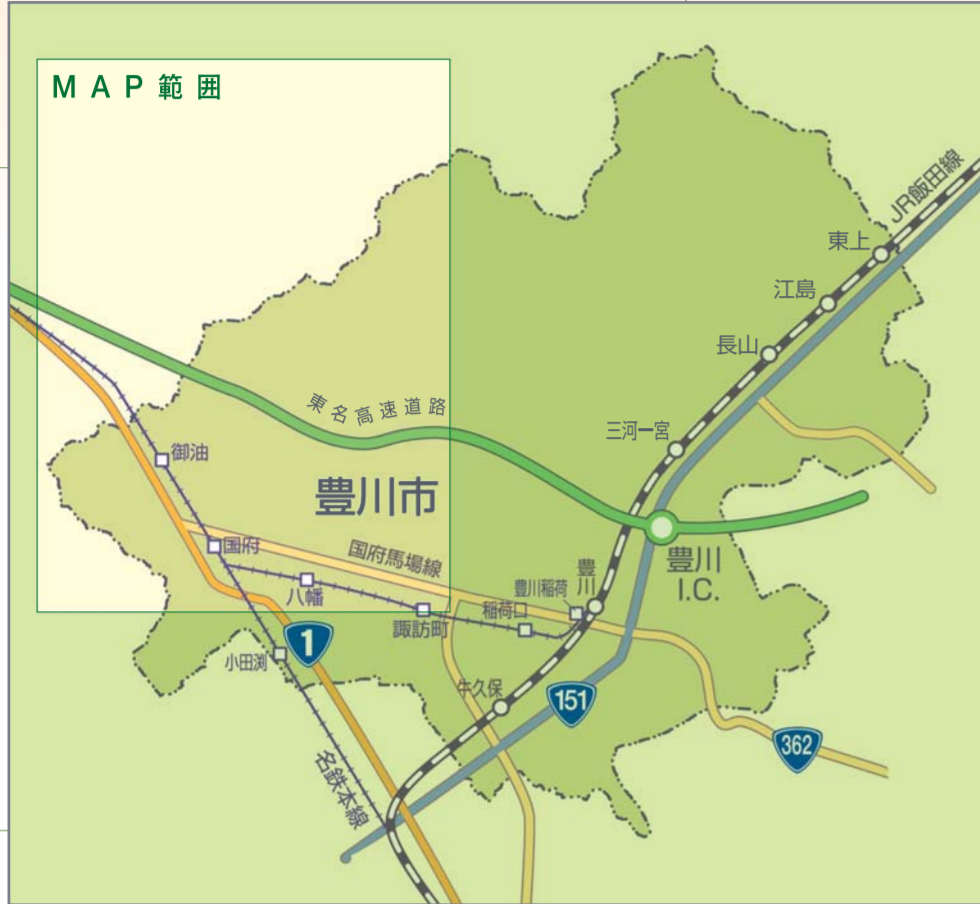 MAP範囲
JR飯田線
東上
江島
長山
三河一宮
東名高速道路
御油
豊川市
国府
国府馬場線
豊川
I.C.
八幡
豊川稲荷
豊川
諏訪町
稲荷口
1
小田渕
牛久保
151
362
名鉄本線